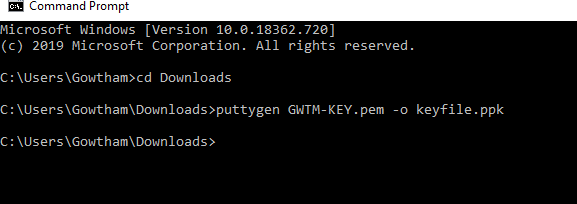 Command Prompt
Microsoft Windows [Version 10.0.18362.720]
(c) 2019 Microsoft Corporation. All rights reserved.
C:\Users\Gowtham>cd Downloads
C:\Users\Gowtham\Downloads>puttygen GWTM-KEY.pem -o keyfile.ppk
C:\Users\Gowtham\Downloads>